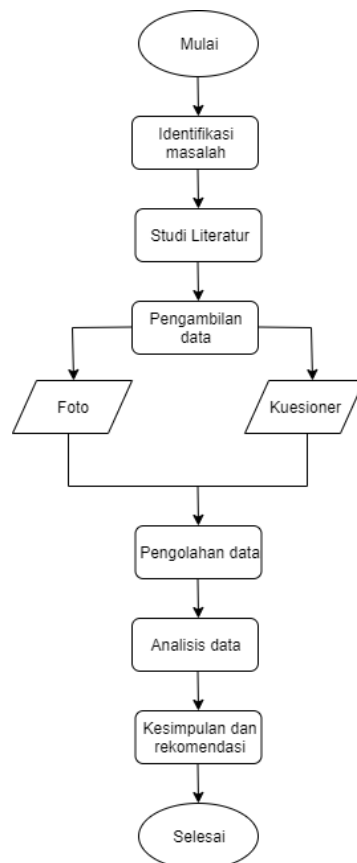 Mulai
Identifikasi
masalah
Studi Literatur
Pengambilan
data
Foto
Kuesioner
Pengolahan data
Analisis data
Kesimpulan dan
rekomendasi
Selesai